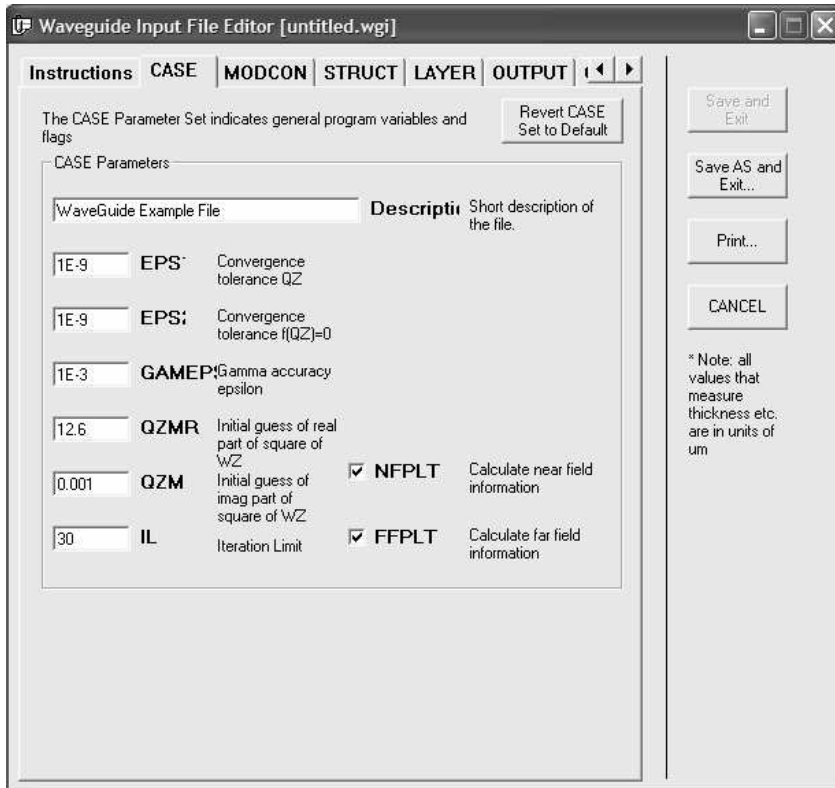 Waveguide Input File Editor [untitled.wgi]
Instructions CASE MODCON STRUCT LAYER OUTPUT
The CASE Parameter Set indicates general program variables and
flags
Revert CASE
Set to Default
CASE Parameters
WaveGuide Example File
Descripti
Short description of
the file.
1E-9 EPS
Convergence
tolerance QZ
1E-9 EPS
Convergence
tolerance f(QZ)=0
1E-3 GAMEP
Gamma accuracy
epsilon
12.6 QZMR
Initial guess of real
part of square of
WZ
0.001 QZM
Initial guess of
imag part of
square of WZ
NFPLT
Calculate near field
information
30 IL
Iteration Limit
FFPLT
Calculate far field
information
Save and
Exit
Save AS and
Exit...
Print...
CANCEL
* Note: all
values that
measure
thickness etc.
are in units of
um